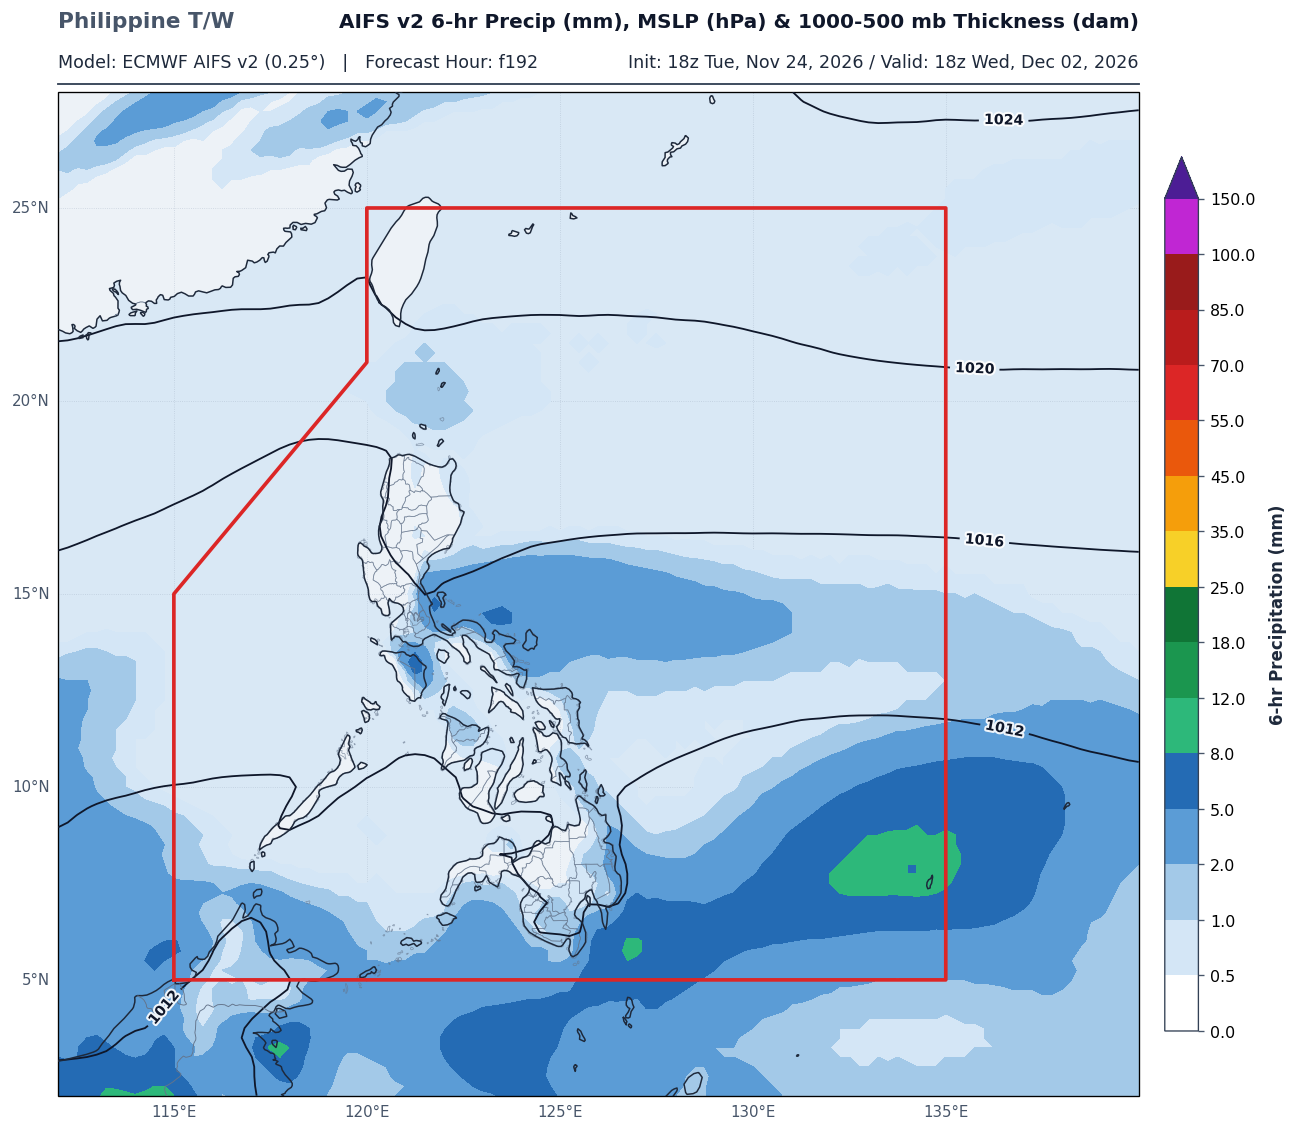 Philippine T/W
AIFS v2 6-hr Precip (mm), MSLP (hPa) & 1000-500 mb Thickness (dam)
Model: ECMWF AIFS v2 (0.25°) | Forecast Hour: f192
Init: 18z Tue, Nov 24, 2026 / Valid: 18z Wed, Dec 02, 2026
1024
25°N
1020
20°N
1016
15°N
1012
10°N
5°N
1012
115°E
120°E
125°E
130°E
135°E
150.0
100.0
85.0
70.0
55.0
45.0
35.0
25.0
18.0
12.0
8.0
5.0
2.0
1.0
0.5
0.0
6-hr Precipitation (mm)